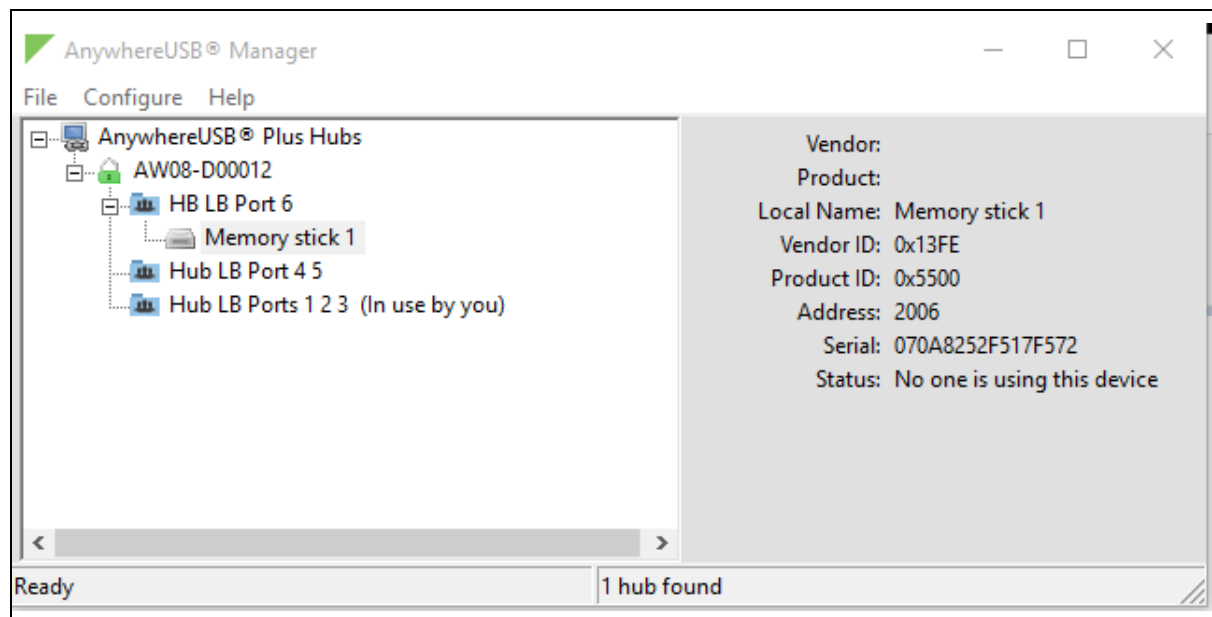 AnywhereUSB® Manager
File Configure Help
AnywhereUSB® Plus Hubs
AW08-D00012
HB LB Port 6
Memory stick 1
Hub LB Port 4 5
Hub LB Ports 1 2 3 (In use by you)
Vendor:
Product:
Local Name: Memory stick 1
Vendor ID: 0x13FE
Product ID: 0x5500
Address: 2006
Serial: 070A8252F517F572
Status: No one is using this device
Ready
1 hub found